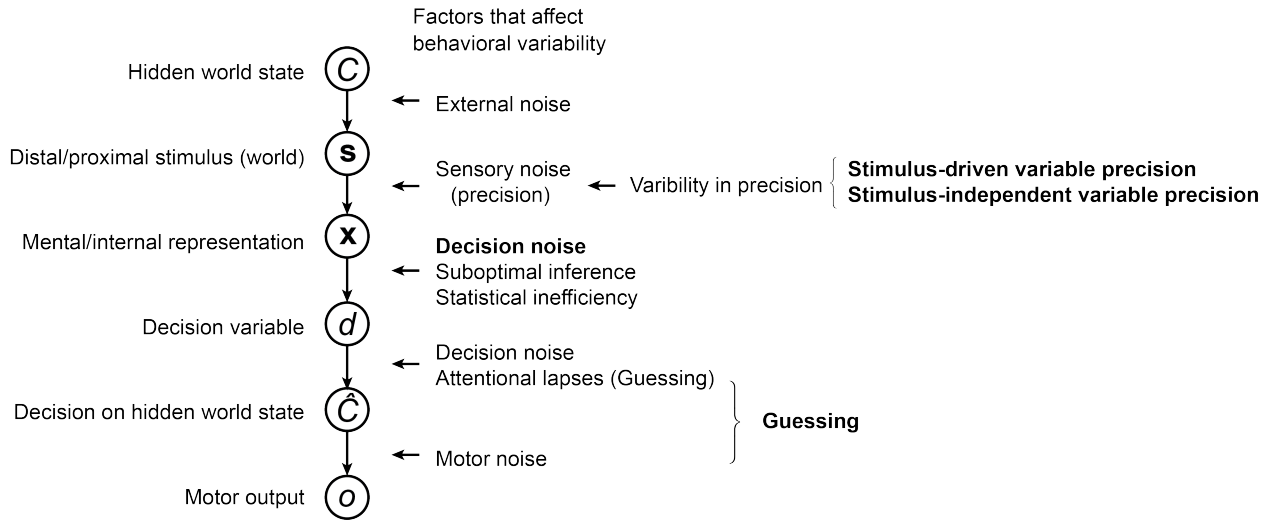 Factors that affect
behavioral variability
Hidden world state
C
External noise
Distal/proximal stimulus (world)
s
Sensory noise
(precision)
Varibility in precision
Stimulus-driven variable precision
Stimulus-independent variable precision
Mental/internal representation
x
Decision noise
Suboptimal inference
Statistical inefficiency
Decision variable
d
Decision noise
Attentional lapses (Guessing)
Decision on hidden world state
Ĉ
Guessing
Motor noise
Motor output
o